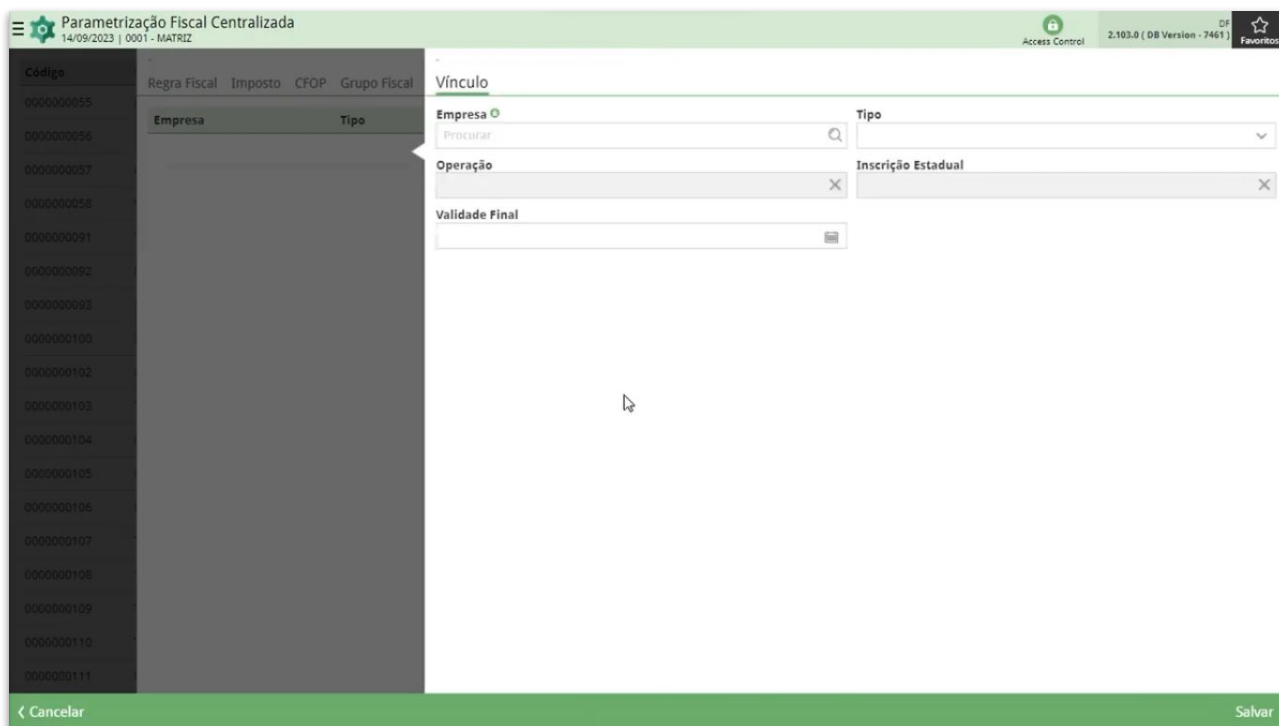 Parametrização Fiscal Centralizada
14/09/2023 | 0001 - MATRIZ
Access Control
DF
2.103.0 ( DB Version - 7461 )
Favoritos
Código
0000000055
0000000056
0000000057
0000000058
0000000091
0000000092
0000000093
0000000100
0000000102
0000000103
0000000104
0000000105
0000000106
0000000107
0000000108
0000000109
0000000110
0000000111
Regra Fiscal Imposto CFOP Grupo Fiscal
Empresa Tipo
Vínculo
Empresa
Procurar
Tipo
Operação
Inscrição Estadual
Validade Final
Cancelar
Salvar